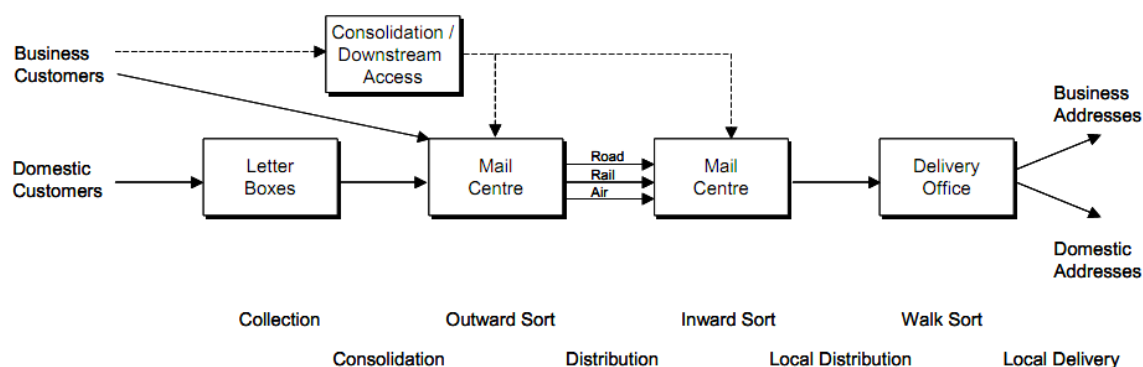 Consolidation /
Downstream
Access
Business
Customers
Business
Addresses
Domestic
Customers
Letter
Boxes
Mail
Centre
Road
Rail
Air
Mail
Centre
Delivery
Office
Domestic
Addresses
Collection
Outward Sort
Inward Sort
Walk Sort
Consolidation
Distribution
Local Distribution
Local Delivery